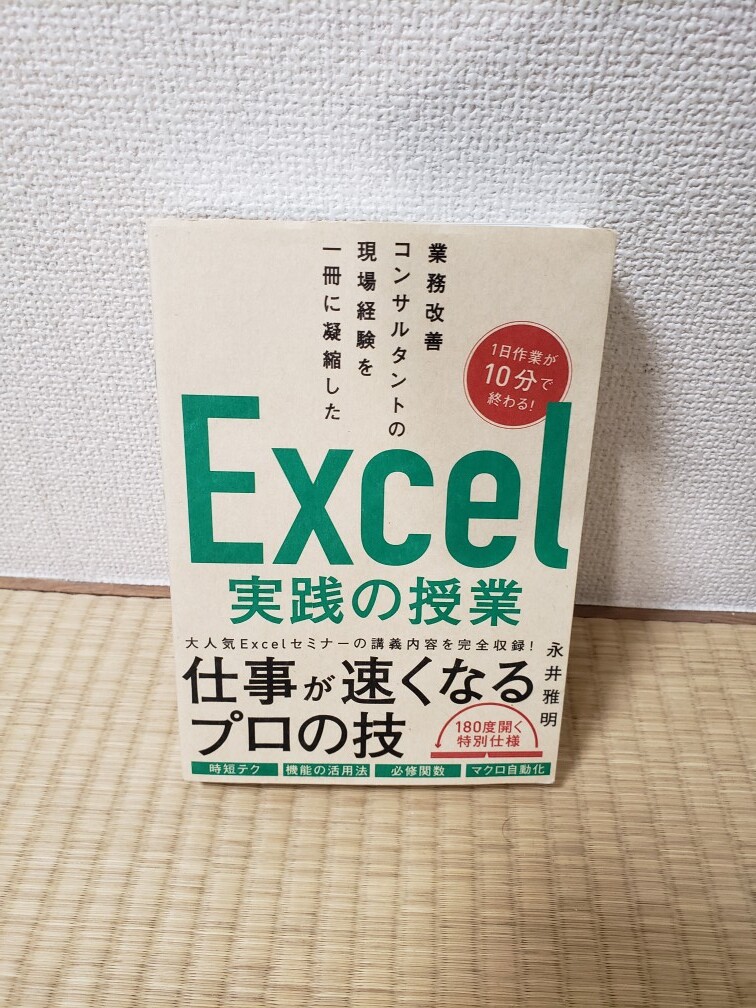 業務改善
コンサルタントの
現場経験を
一冊に凝縮した
1日作業が
10分で
終わる!
Excel
実践の授業
大人気Excelセミナーの講義内容を完全収録!
永井雅明
仕事が速くなる
プロの技
180度開く
特別仕様
時短テク
機能の活用法
必修関数
マクロ自動化